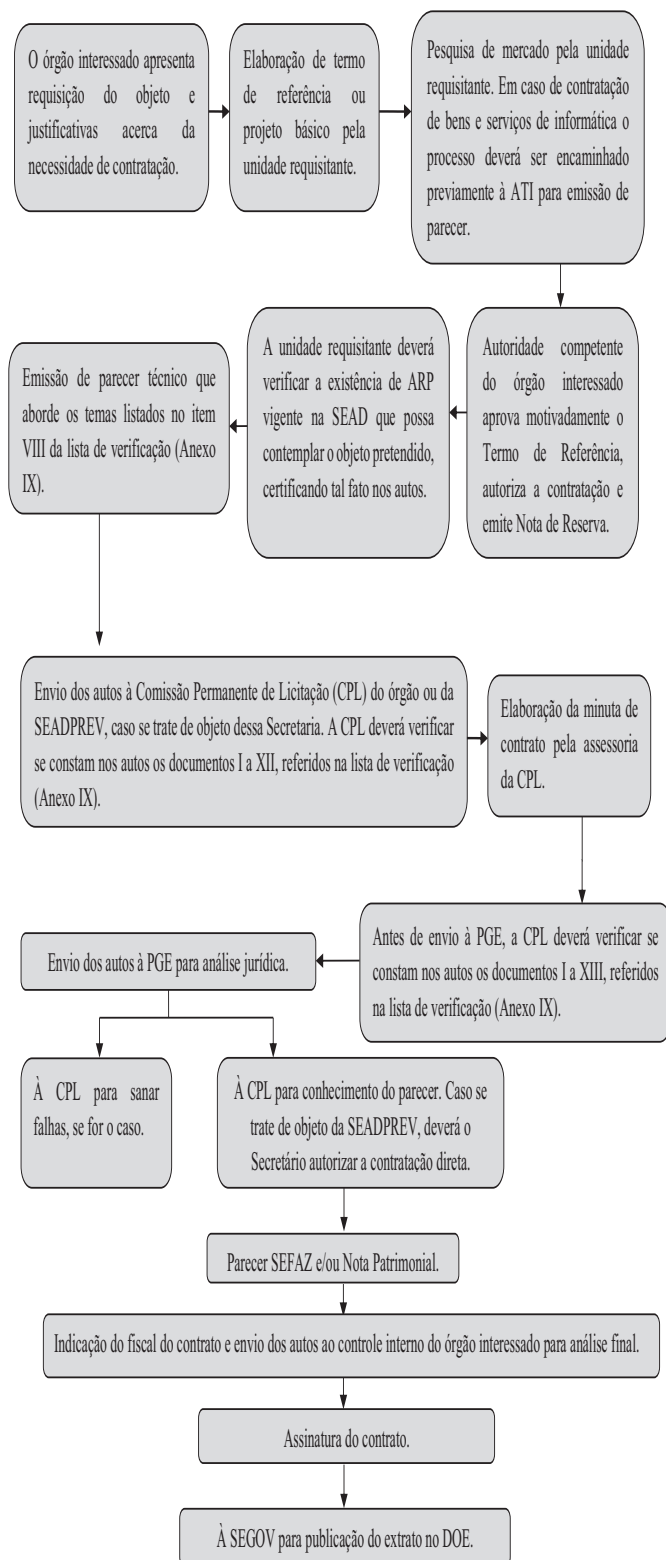 O órgão interessado apresenta
requisição do objeto e
justificativas acerca da
necessidade de contratação.
Elaboração de termo
de referência ou
projeto básico pela
unidade requisitante.
Pesquisa de mercado pela unidade
requisitante. Em caso de contratação
de bens e serviços de informática o
processo deverá ser encaminhado
previamente à ATI para emissão de
parecer.
Autoridade competente
do órgão interessado
aprova motivadamente o
Termo de Referência,
autoriza a contratação e
emite Nota de Reserva.
A unidade requisitante deverá
verificar a existência de ARP
vigente na SEAD que possa
contemplar o objeto pretendido,
certificando tal fato nos autos.
Emissão de parecer técnico que
aborde os temas listados no item
VIII da lista de verificação (Anexo
IX).
Envio dos autos à Comissão Permanente de Licitação (CPL) do órgão ou da
SEADPREV, caso se trate de objeto dessa Secretaria. A CPL deverá verificar
se constam nos autos os documentos I a XII, referidos na lista de verificação
(Anexo IX).
Elaboração da minuta de
contrato pela assessoria
da CPL.
Antes de envio à PGE, a CPL deverá verificar se
constam nos autos os documentos I a XIII, referidos
na lista de verificação (Anexo IX).
Envio dos autos à PGE para análise jurídica.
À CPL para sanar
falhas, se for o caso.
À CPL para conhecimento do parecer. Caso se
trate de objeto da SEADPREV, deverá o
Secretário autorizar a contratação direta.
Parecer SEFAZ e/ou Nota Patrimonial.
Indicação do fiscal do contrato e envio dos autos ao controle interno do órgão interessado para análise final.
Assinatura do contrato.
À SEGOV para publicação do extrato no DOE.